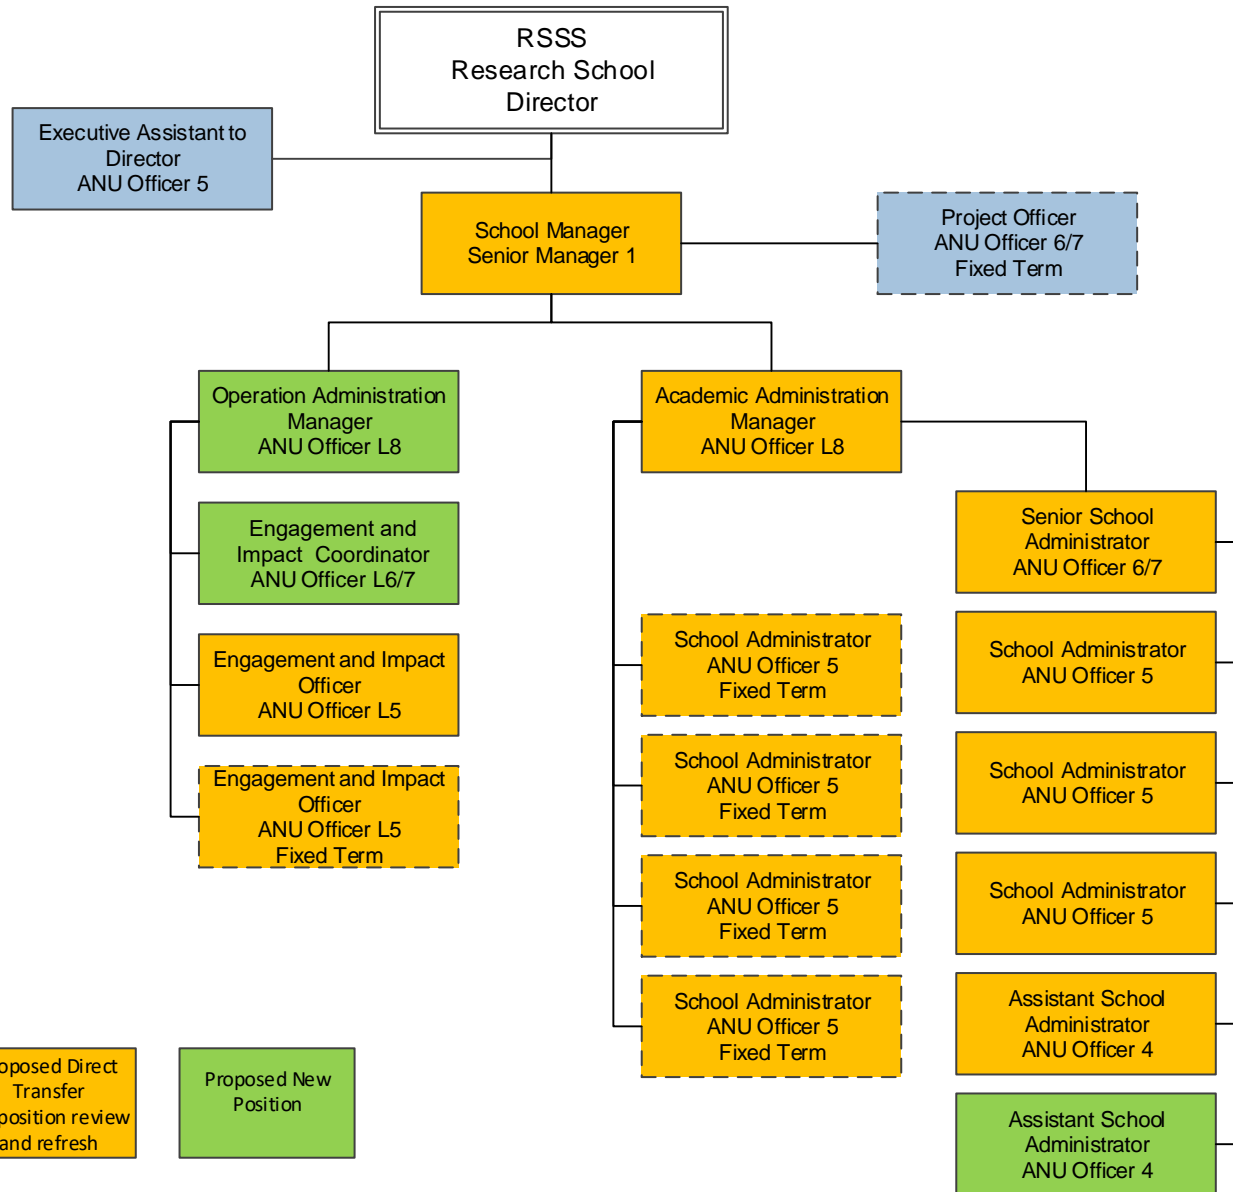 RSSS
Research School
Director
Executive Assistant to
Director
ANU Officer 5
School Manager
Senior Manager 1
Project Officer
ANU Officer 6/7
Fixed Term
Operation Administration
Manager
ANU Officer L8
Academic Administration
Manager
ANU Officer L8
Engagement and
Impact Coordinator
ANU Officer L6/7
Senior School
Administrator
ANU Officer 6/7
Engagement and Impact
Officer
ANU Officer L5
School Administrator
ANU Officer 5
Fixed Term
School Administrator
ANU Officer 5
Engagement and Impact
Officer
ANU Officer L5
Fixed Term
School Administrator
ANU Officer 5
Fixed Term
School Administrator
ANU Officer 5
School Administrator
ANU Officer 5
Fixed Term
School Administrator
ANU Officer 5
School Administrator
ANU Officer 5
Fixed Term
Assistant School
Administrator
ANU Officer 4
oposed Direct
Transfer
position review
and refresh
Proposed New
Position
Assistant School
Administrator
ANU Officer 4